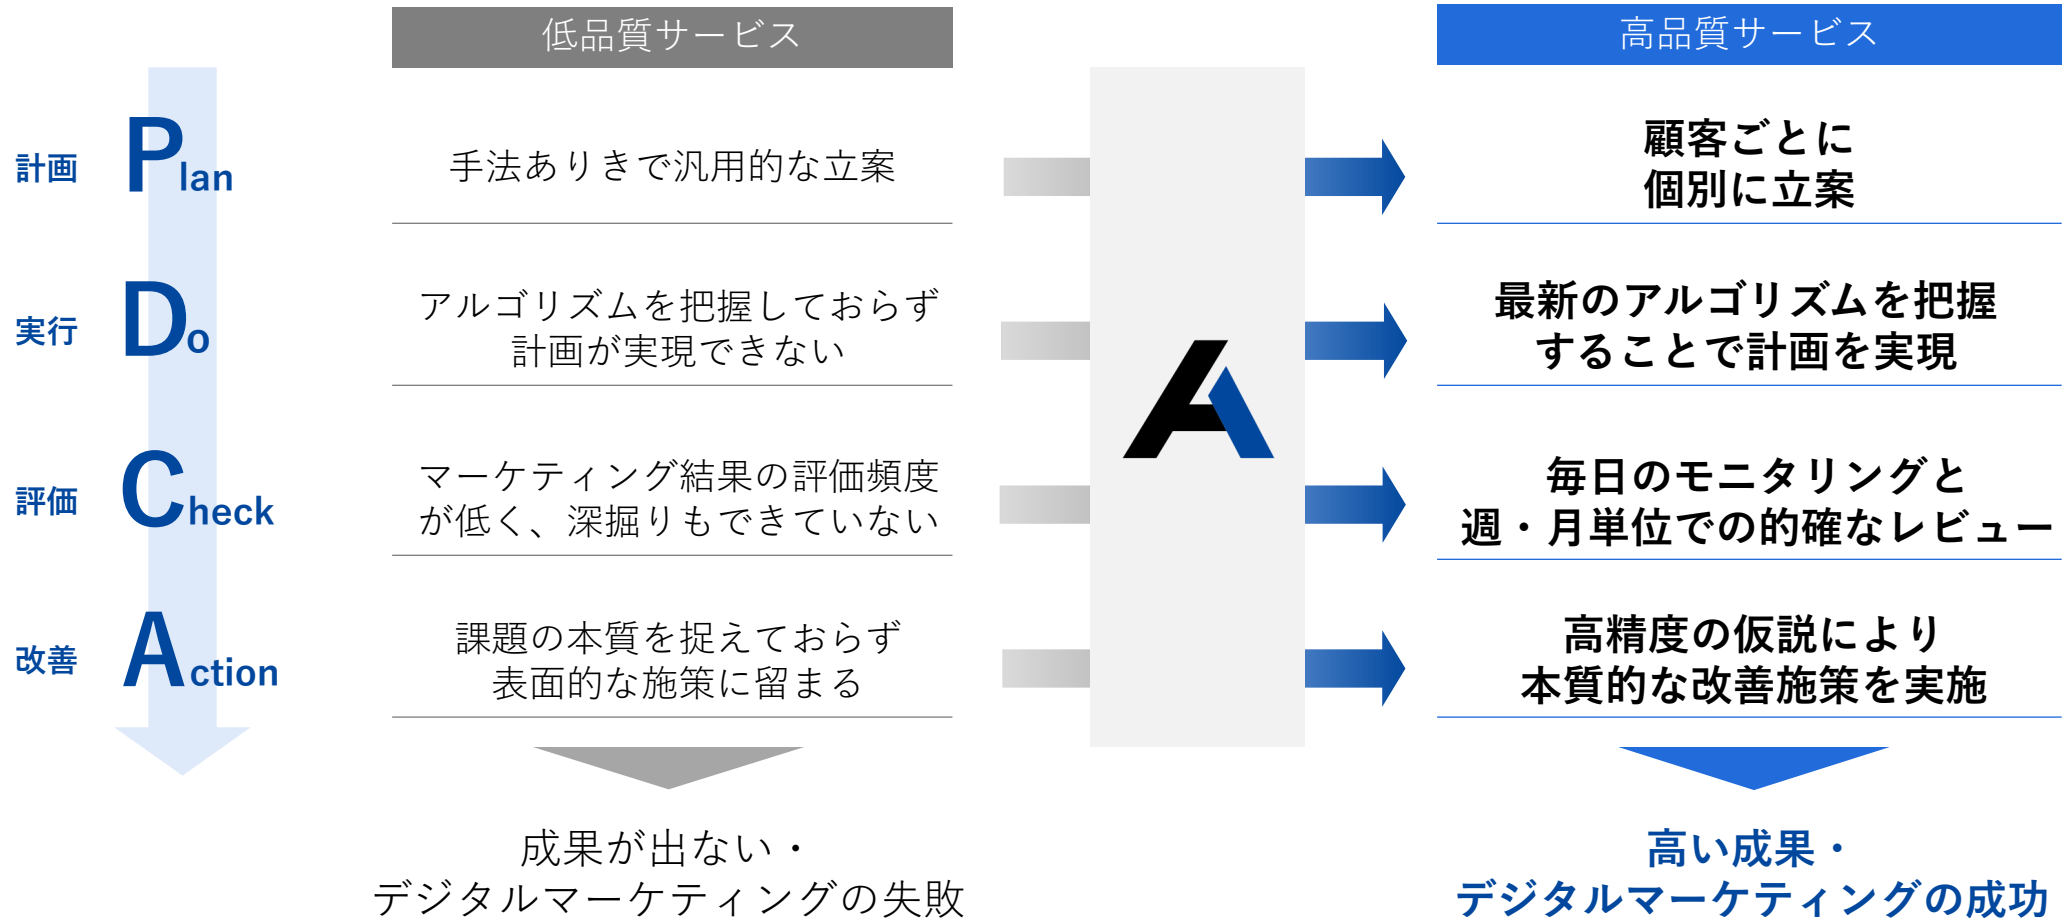 低品質サービス
高品質サービス
計画
Plan
手法ありきで汎用的な立案
顧客ごとに
個別に立案
実行
Do
アルゴリズムを把握しておらず
計画が実現できない
最新のアルゴリズムを把握
することで計画を実現
評価
Check
マーケティング結果の評価頻度
が低く、深掘りもできていない
毎日のモニタリングと
週・月単位での的確なレビュー
改善
Action
課題の本質を捉えておらず
表面的な施策に留まる
高精度の仮説により
本質的な改善施策を実施
成果が出ない・
デジタルマーケティングの失敗
高い成果・
デジタルマーケティングの成功